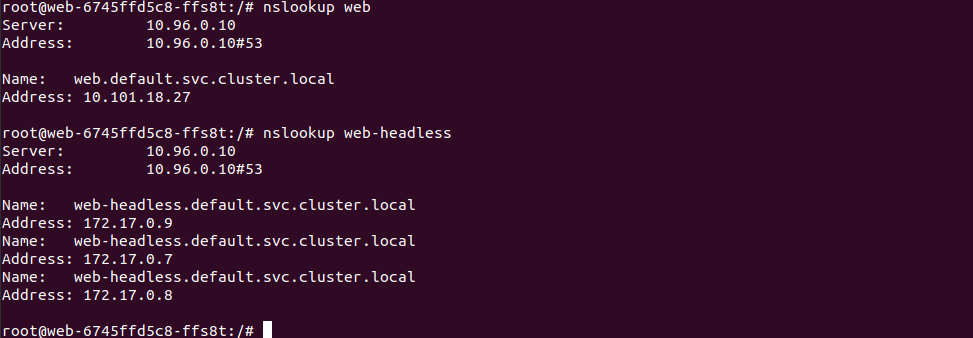 root@web-6745ffd5c8-ffs8t:/# nslookup web
Server:         10.96.0.10
Address:        10.96.0.10#53

Name:   web.default.svc.cluster.local
Address: 10.101.18.27

root@web-6745ffd5c8-ffs8t:/# nslookup web-headless
Server:         10.96.0.10
Address:        10.96.0.10#53

Name:   web-headless.default.svc.cluster.local
Address: 172.17.0.9
Name:   web-headless.default.svc.cluster.local
Address: 172.17.0.7
Name:   web-headless.default.svc.cluster.local
Address: 172.17.0.8

root@web-6745ffd5c8-ffs8t:/#